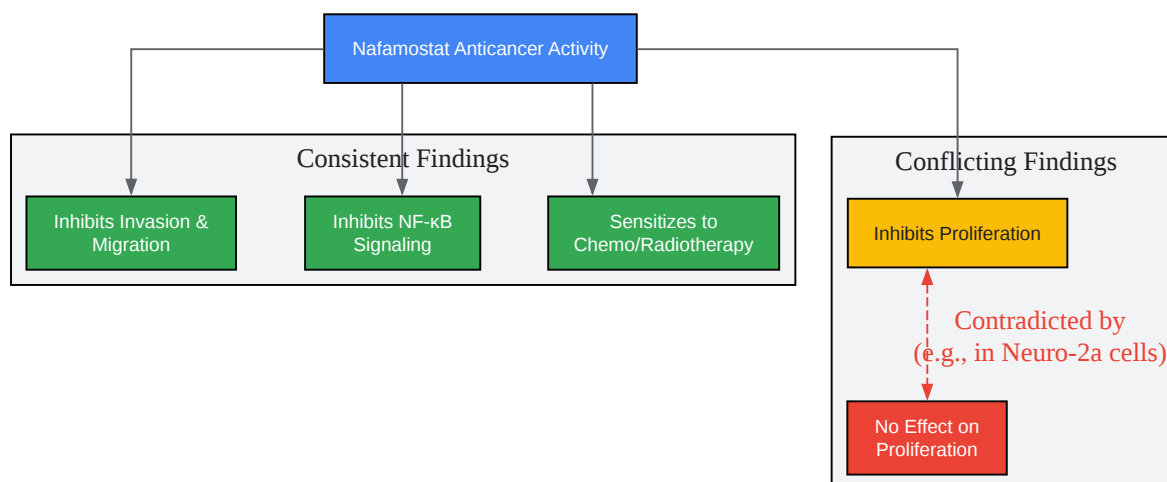 Nafamostat Anticancer Activity
Consistent Findings
Inhibits Invasion &
Migration
Inhibits NF-κB
Signaling
Sensitizes to
Chemo/Radiotherapy
Conflicting Findings
Inhibits Proliferation
Contradicted by
(e.g., in Neuro-2a cells)
No Effect on
Proliferation